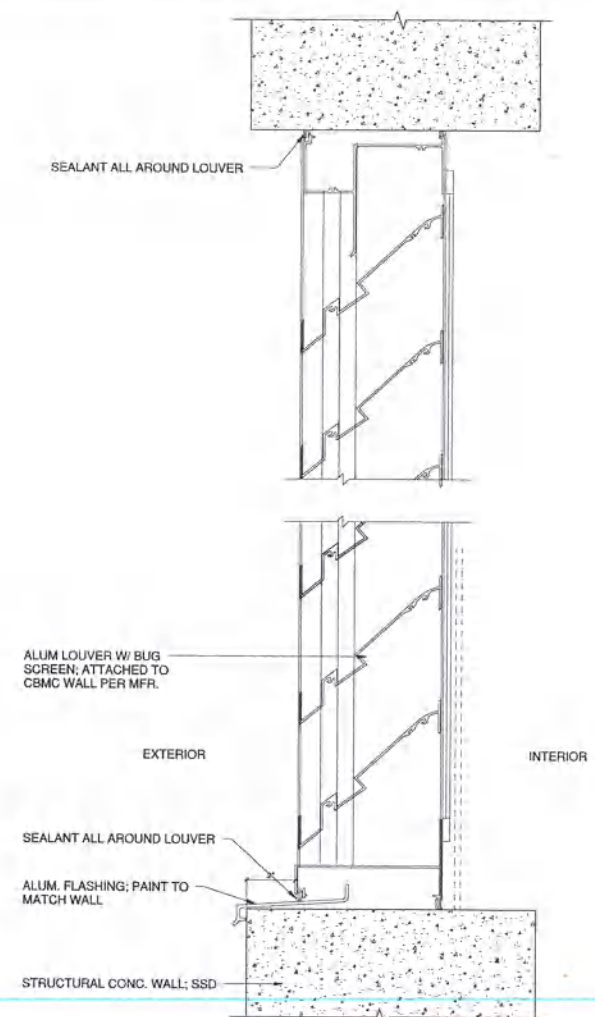 SEALANT ALL AROUND LOUVER
ALUM LOUVER W/ BUG
SCREEN; ATTACHED TO
CBMC WALL PER MFR.
EXTERIOR
INTERIOR
SEALANT ALL AROUND LOUVER
ALUM. FLASHING; PAINT TO
MATCH WALL
STRUCTURAL CONC. WALL; SSD